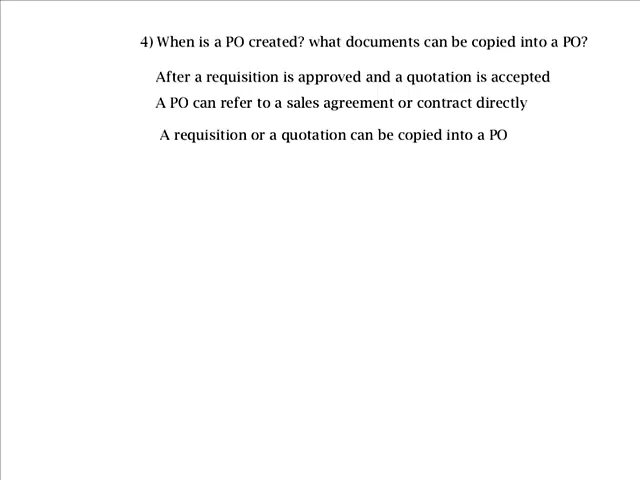 4) When is a PO created? what documents can be copied into a PO?
After a requisition is approved and a quotation is accepted
A PO can refer to a sales agreement or contract directly
A requisition or a quotation can be copied into a PO